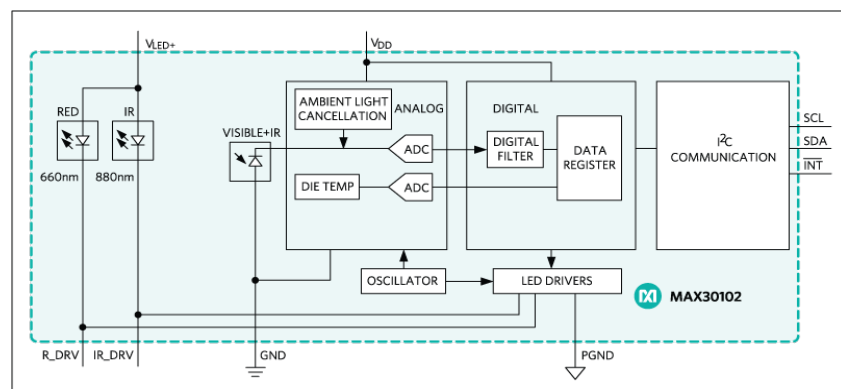 VLED+
VDD
RED
IR
VISIBLE+IR
AMBIENT LIGHT
CANCELLATION
ANALOG
DIGITAL
ADC
DIGITAL
FILTER
DATA
REGISTER
I²C
COMMUNICATION
SCL
SDA
INT
660nm
880nm
DIE TEMP
ADC
OSCILLATOR
LED DRIVERS
MAX30102
R_DRV
IR_DRV
GND
PGND